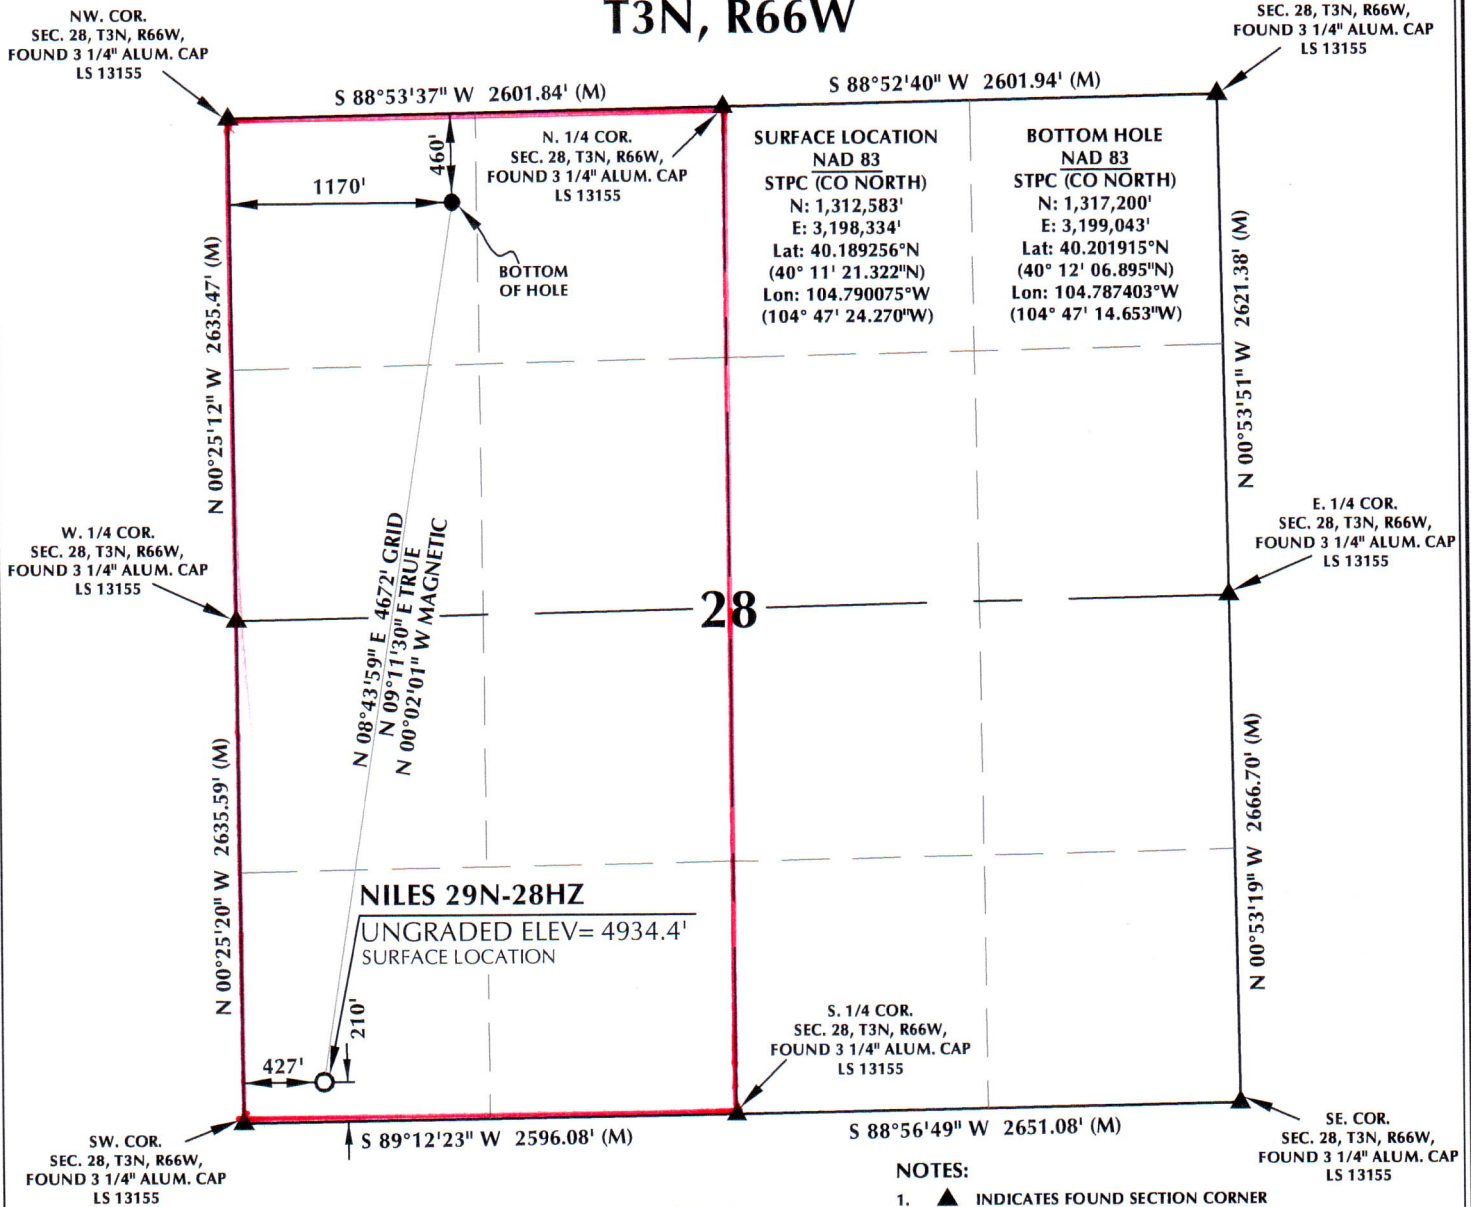 T3N, R66W
NW. COR.
SEC. 28, T3N, R66W,
FOUND 3 1/4" ALUM. CAP
LS 13155
SEC. 28, T3N, R66W,
FOUND 3 1/4" ALUM. CAP
LS 13155
S 88°53'37" W 2601.84' (M)
S 88°52'40" W 2601.94' (M)
460'
1170'
N. 1/4 COR.
SEC. 28, T3N, R66W,
FOUND 3 1/4" ALUM. CAP
LS 13155
BOTTOM
OF HOLE
SURFACE LOCATION
NAD 83
STPC (CO NORTH)
N: 1,312,583'
E: 3,198,334'
Lat: 40.189256°N
(40° 11' 21.322"N)
Lon: 104.790075°W
(104° 47' 24.270"W)
BOTTOM HOLE
NAD 83
STPC (CO NORTH)
N: 1,317,200'
E: 3,199,043'
Lat: 40.201915°N
(40° 12' 06.895"N)
Lon: 104.787403°W
(104° 47' 14.653"W)
N 00°25'12" W 2635.47' (M)
N 00°53'51" W 2621.38' (M)
W. 1/4 COR.
SEC. 28, T3N, R66W,
FOUND 3 1/4" ALUM. CAP
LS 13155
E. 1/4 COR.
SEC. 28, T3N, R66W,
FOUND 3 1/4" ALUM. CAP
LS 13155
N 08°43'59" E 4672' GRID
N 09°11'30" E TRUE
N 00°02'01" W MAGNETIC
28
N 00°25'20" W 2635.59' (M)
N 00°53'19" W 2666.70' (M)
NILES 29N-28HZ
UNGRADED ELEV= 4934.4'
SURFACE LOCATION
210'
427'
S. 1/4 COR.
SEC. 28, T3N, R66W,
FOUND 3 1/4" ALUM. CAP
LS 13155
S 89°12'23" W 2596.08' (M)
S 88°56'49" W 2651.08' (M)
SW. COR.
SEC. 28, T3N, R66W,
FOUND 3 1/4" ALUM. CAP
LS 13155
SE. COR.
SEC. 28, T3N, R66W,
FOUND 3 1/4" ALUM. CAP
LS 13155
NOTES:
1. ▲ INDICATES FOUND SECTION CORNER